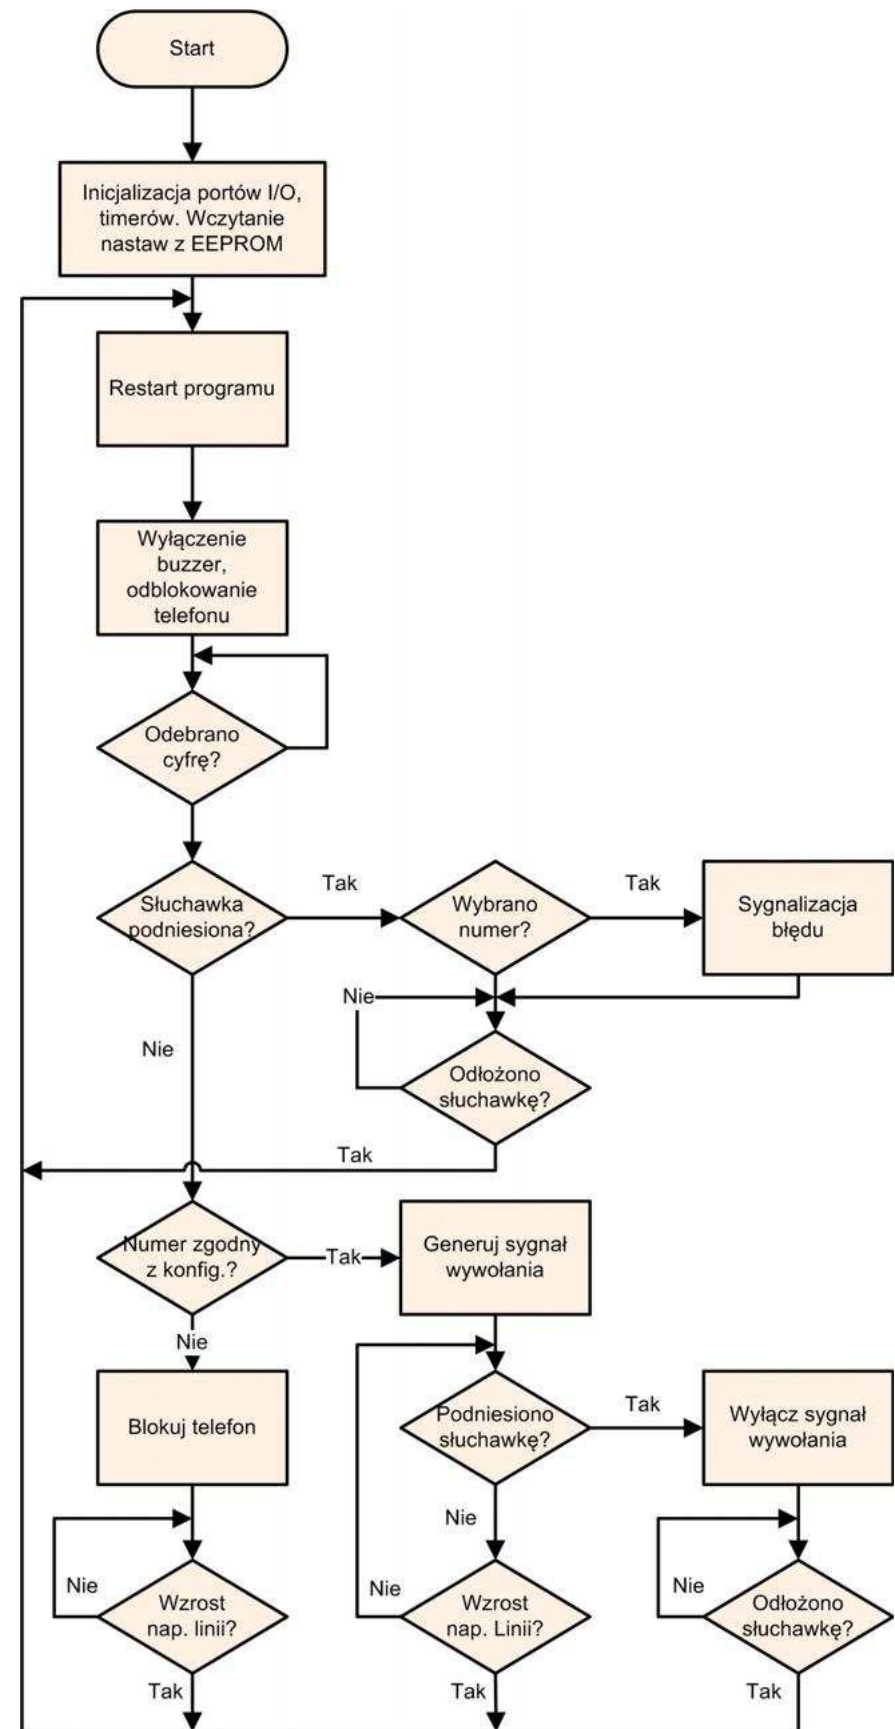 Start
Inicjalizacja portów I/O,
timerów. Wczytanie
nastaw z EEPROM
Restart programu
Wyłączenie
buzzer,
odblokowanie
telefonu
Odebrano
cyfrę?
Słuchawka
podniesiona?
Tak
Wybrano
numer?
Tak
Sygnalizacja
błędu
Nie
Nie
Odłożono
słuchawkę?
Tak
Numer zgodny
z konfig.?
Tak
Generuj sygnał
wywołania
Nie
Blokuj telefon
Podniesiono
słuchawkę?
Tak
Wyłącz sygnał
wywołania
Nie
Nie
Wzrost
nap. linii?
Nie
Wzrost
nap. Linii?
Nie
Odłożono
słuchawkę?
Tak
Tak
Tak